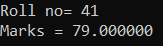 Roll no= 41
Marks = 79.000000